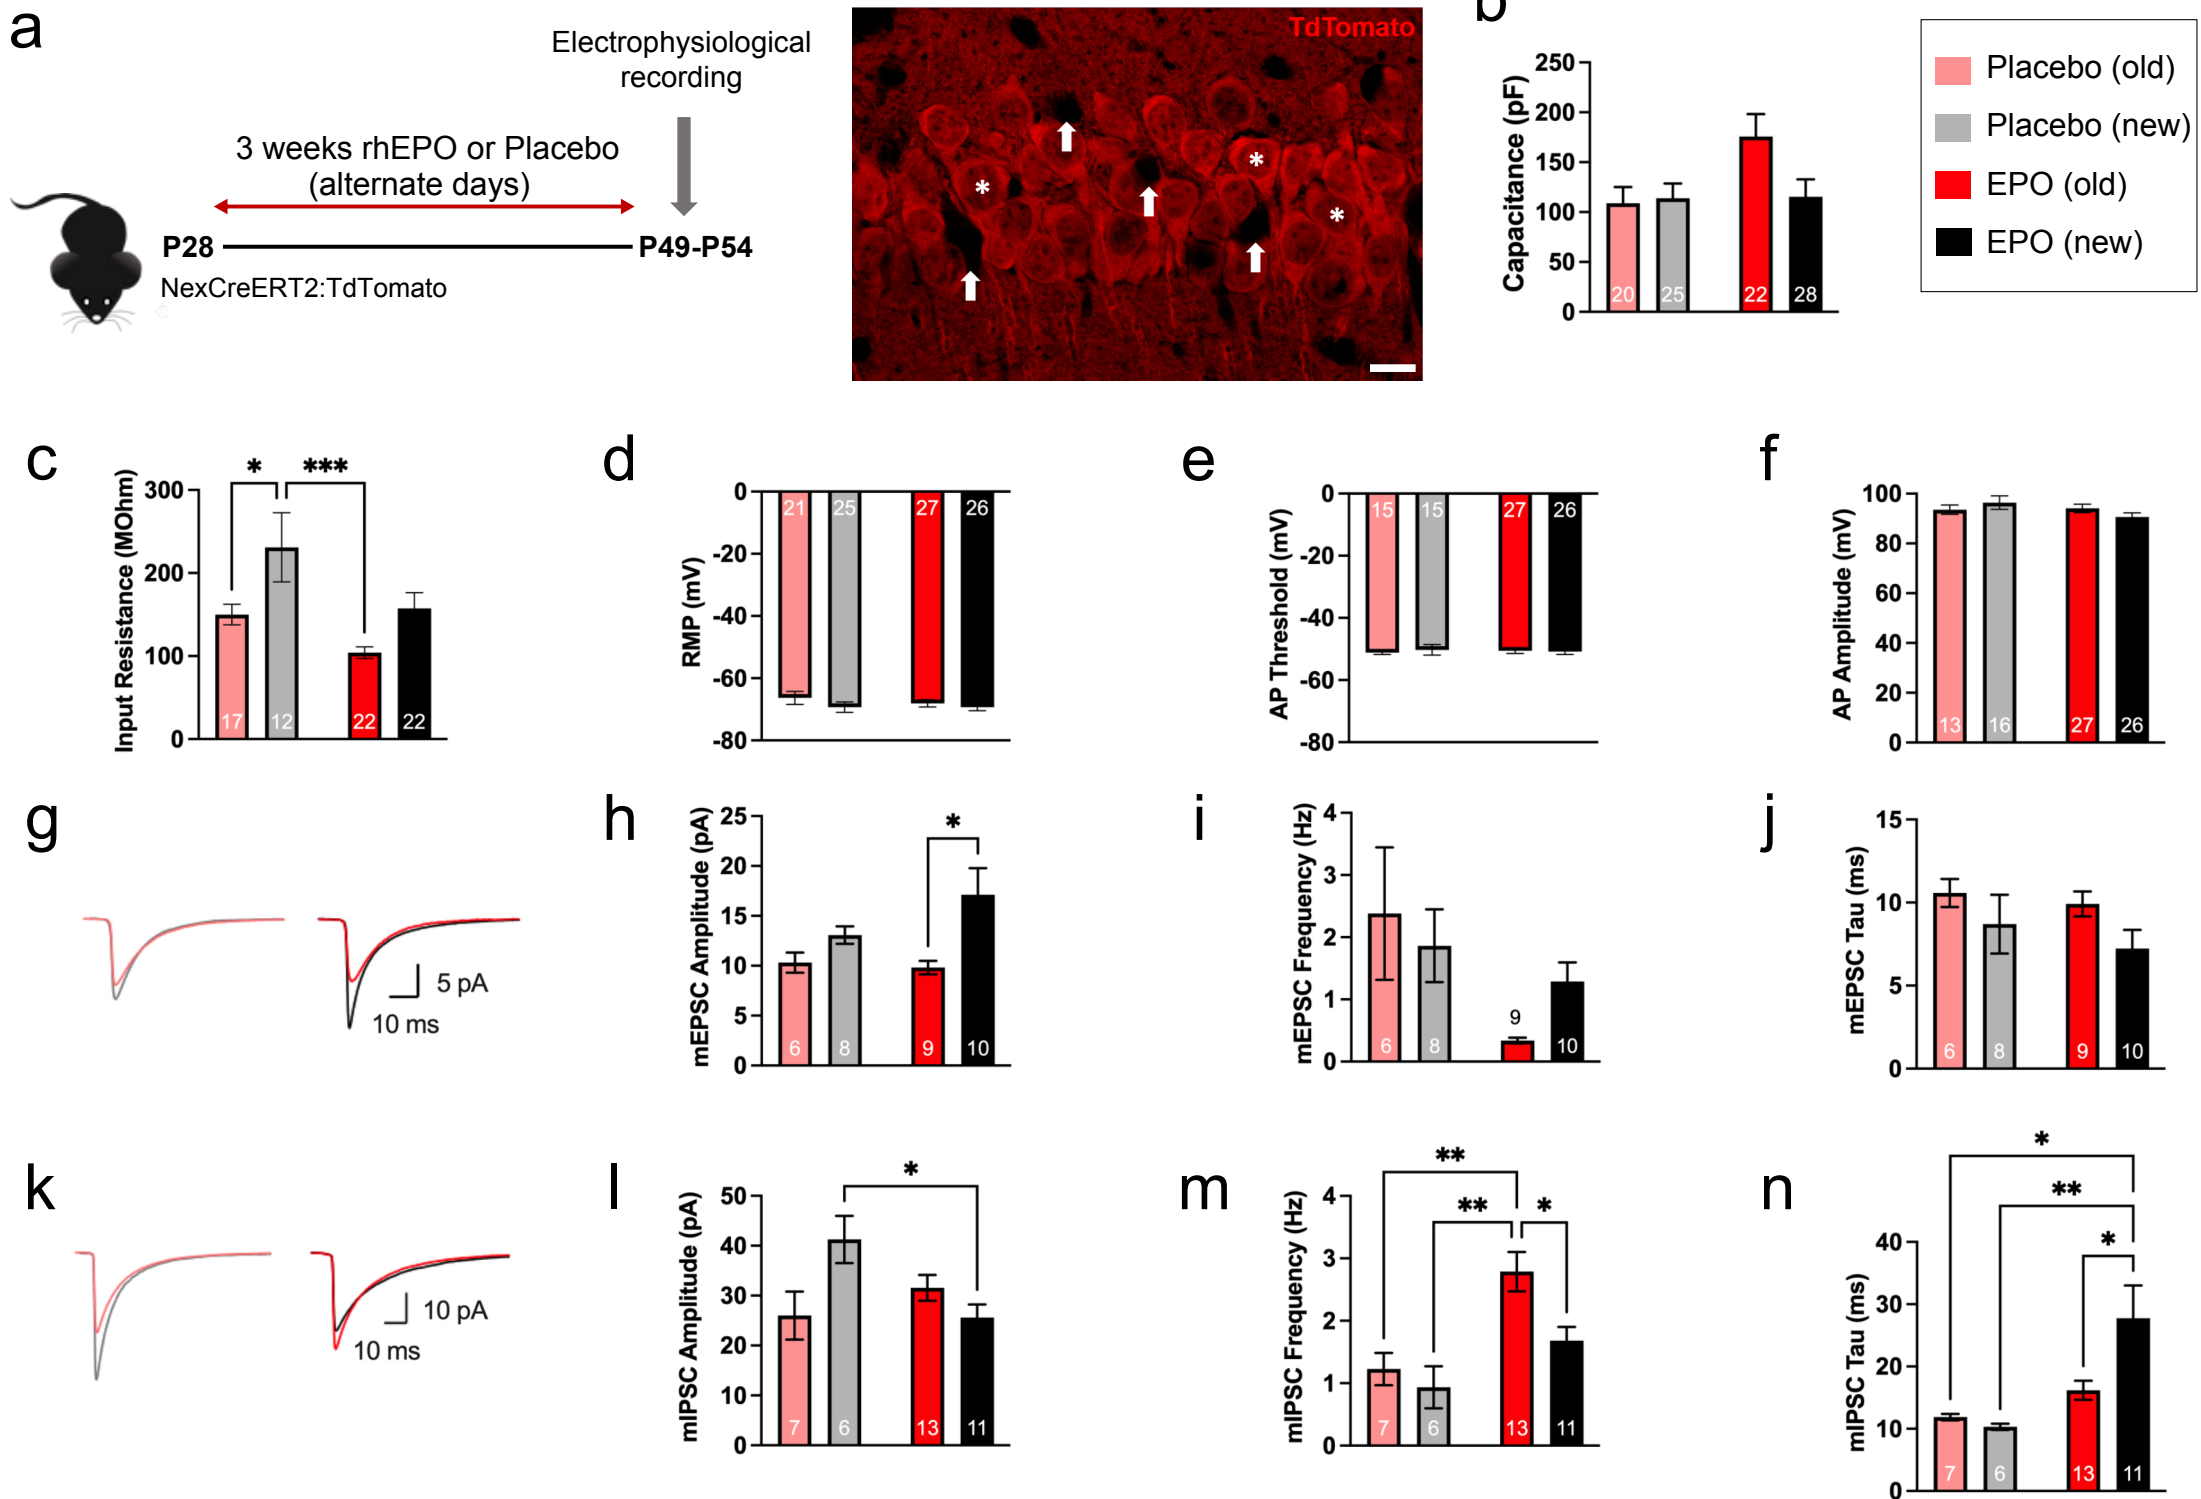 a
Electrophysiological
recording
3 weeks rhEPO or Placebo
(alternate days)
P28
P49-P54
NexCreERT2:TdTomato
TdTomato
*
*
*
b
Capacitance (pF)
250
200
150
100
50
0
20
25
22
28
Placebo (old)
Placebo (new)
EPO (old)
EPO (new)
c
Input Resistance (MOhm)
300
200
100
0
*
***
17
12
22
22
d
RMP (mV)
0
-20
-40
-60
-80
21
25
27
26
e
AP Threshold (mV)
0
-20
-40
-60
-80
15
15
27
26
f
AP Amplitude (mV)
100
80
60
40
20
0
13
16
27
26
g
5 pA
10 ms
h
mEPSC Amplitude (pA)
25
20
15
10
5
0
*
6
8
9
10
i
mEPSC Frequency (Hz)
4
3
2
1
0
6
8
9
10
j
mEPSC Tau (ms)
15
10
5
0
6
8
9
10
k
10 pA
10 ms
l
mIPSC Amplitude (pA)
50
40
30
20
10
0
*
7
6
13
11
m
mIPSC Frequency (Hz)
4
3
2
1
0
**
**
*
7
6
13
11
n
mIPSC Tau (ms)
40
30
20
10
0
*
**
*
7
6
13
11